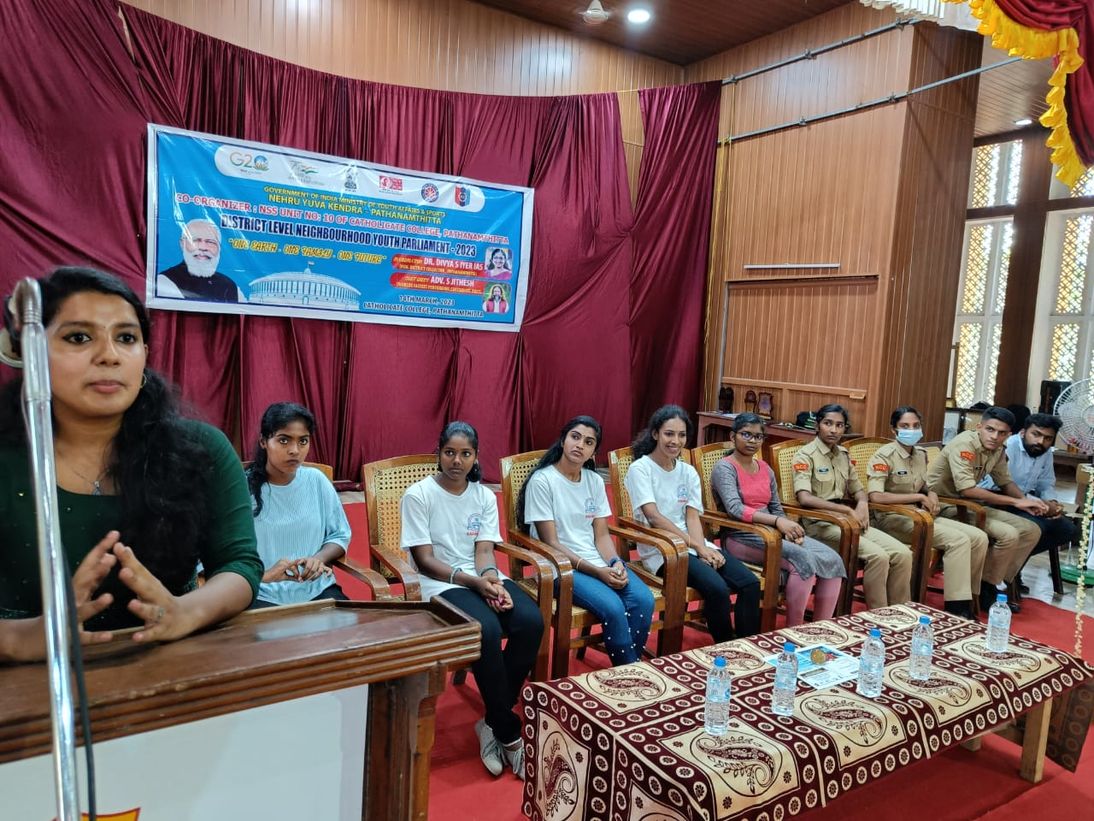 G20
GOVERNMENT OF INDIA MINISTRY OF YOUTH AFFAIRS & SPORTS
NEHRU YUVA KENDRA - PATHANAMTHITTA
CO-ORGANIZER : NSS UNIT NO: 10 OF CATHOLIGATE COLLEGE, PATHANAMTHITTA
DISTRICT LEVEL NEIGHBOURHOOD YOUTH PARLIAMENT - 2023
"ONE EARTH - ONE FAMILY - ONE FUTURE"
DR. DIVYA S IYER IAS
ADV. S JITHESH
14TH MARCH, 2023
CATHOLIGATE COLLEGE, PATHANAMTHITTA